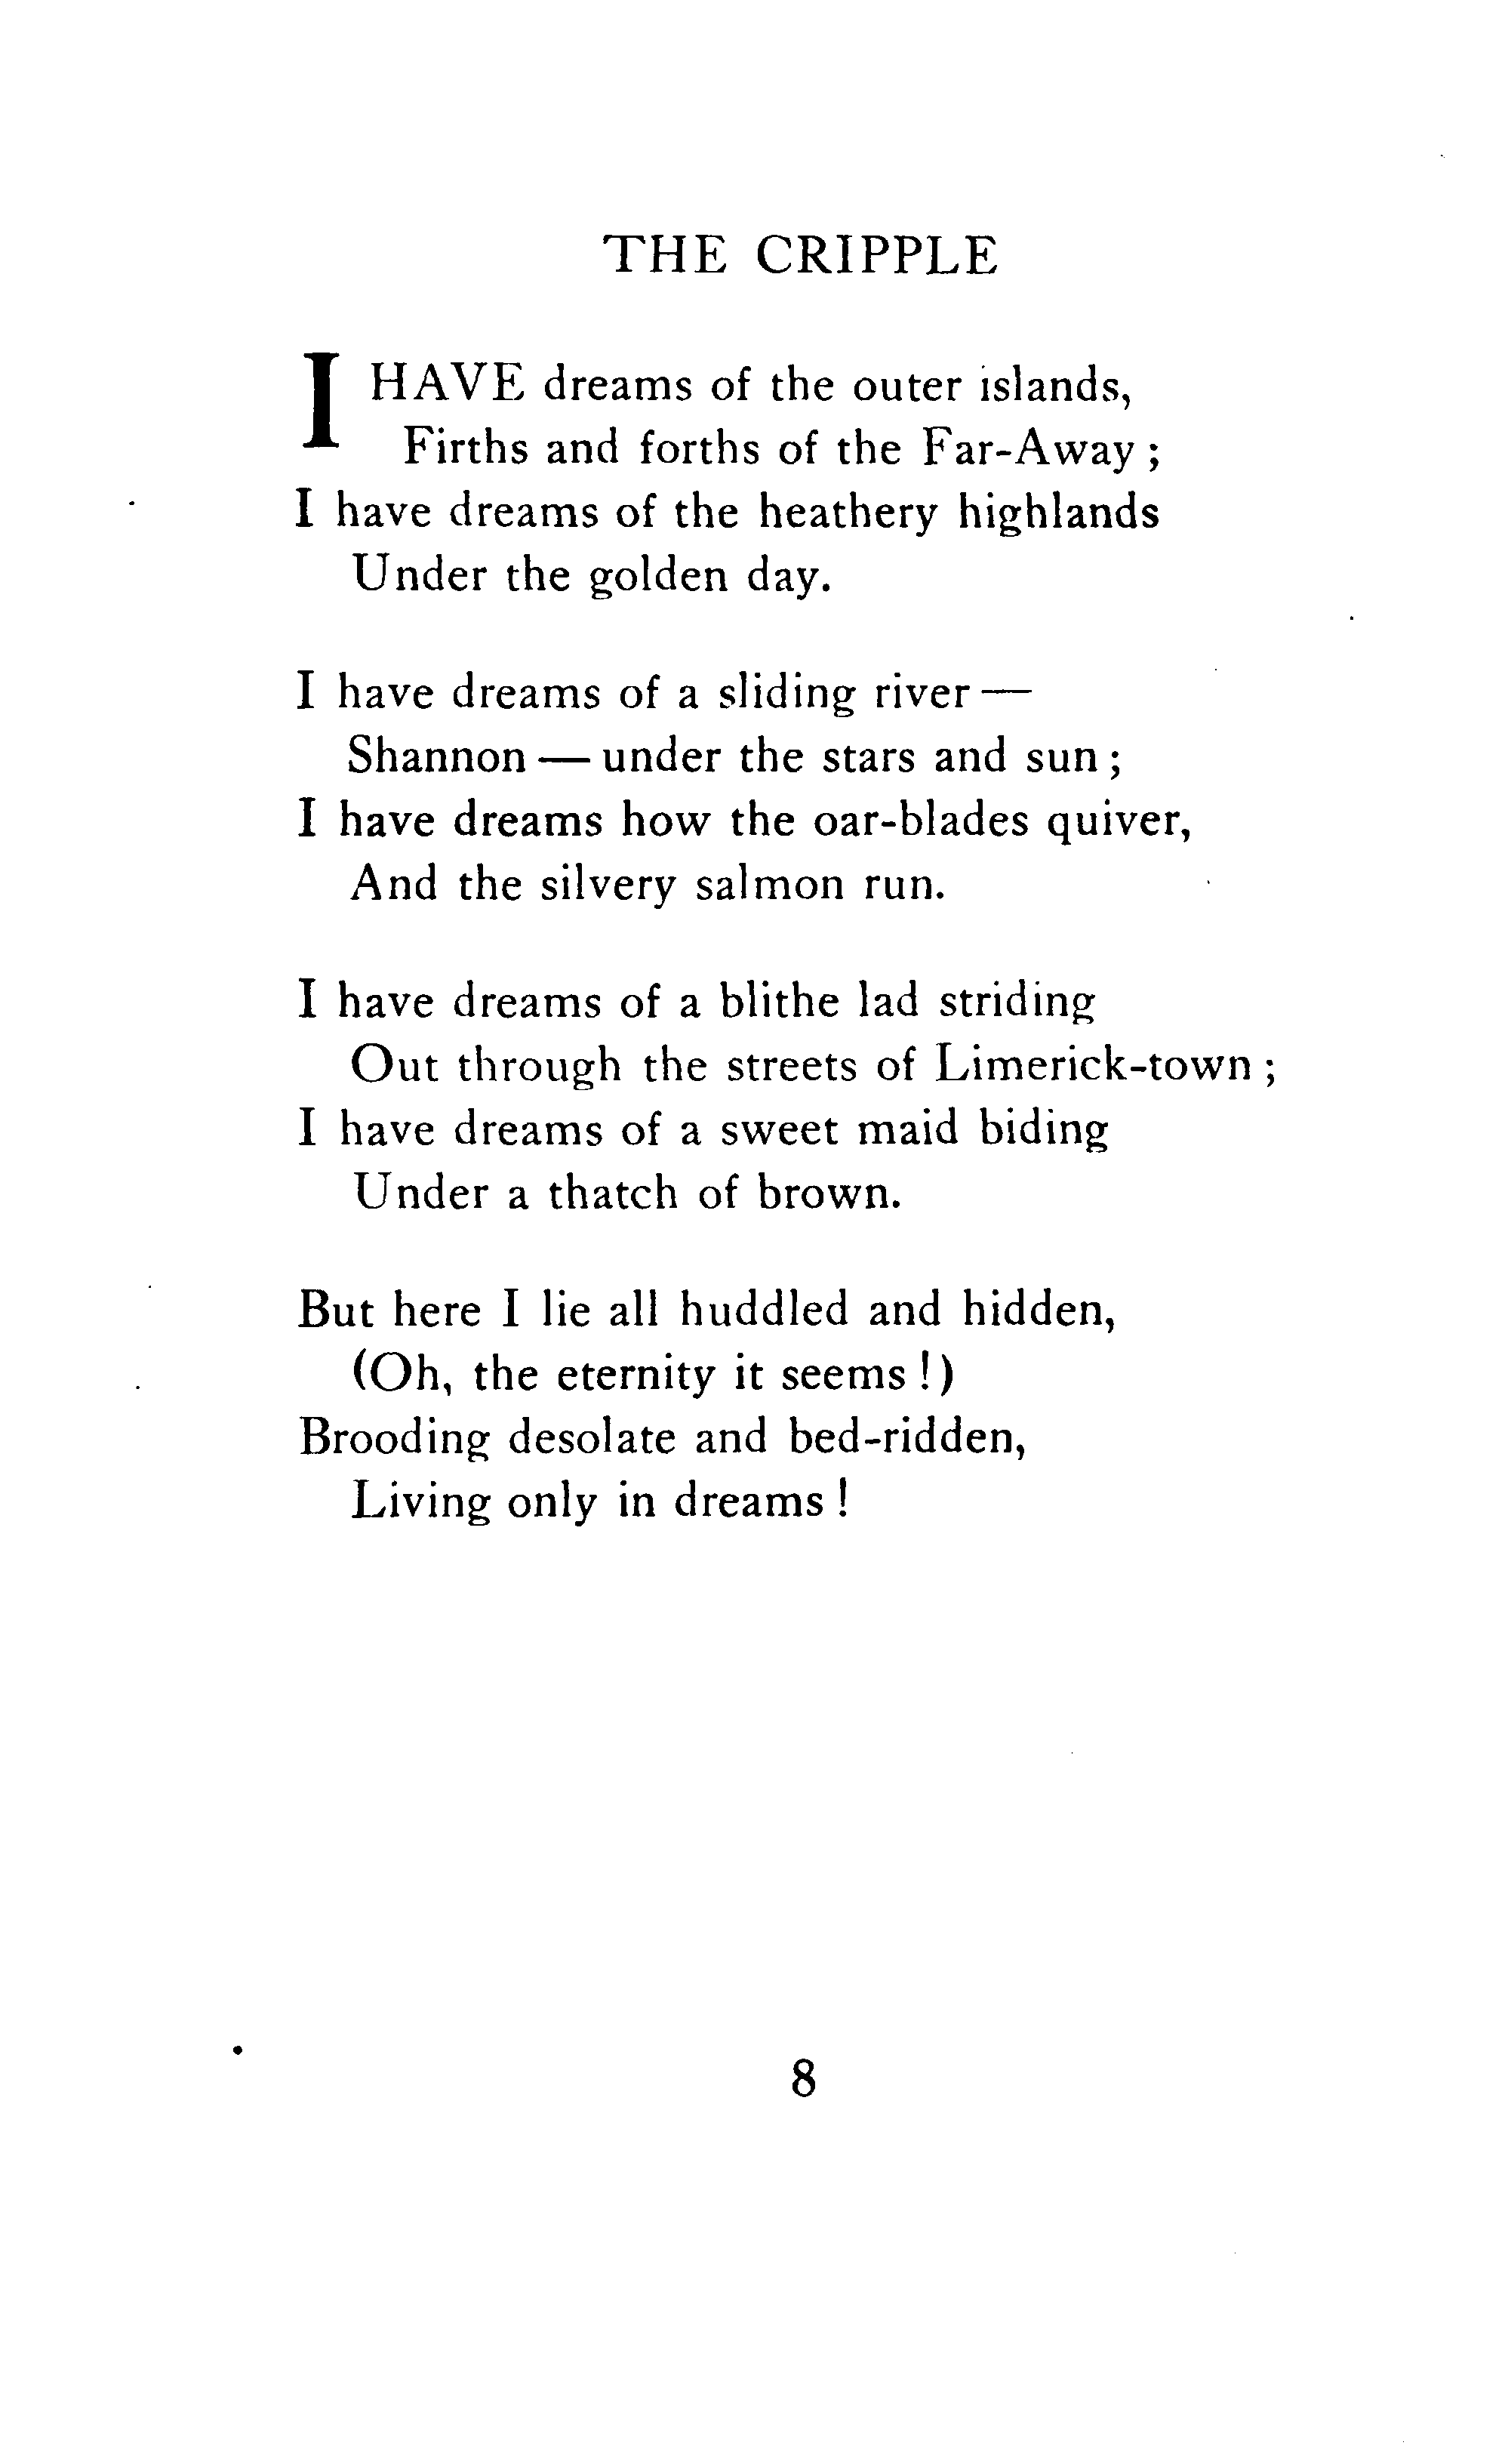 THE CRIPPLE
I HAVE dreams of the outer islands,
Firths and forths of the Far-Away;
I have dreams of the heathery highlands
Under the golden day.
I have dreams of a sliding river—
Shannon—under the stars and sun;
I have dreams how the oar-blades quiver,
And the silvery salmon run.
I have dreams of a blithe lad striding
Out through the streets of Limerick-town;
I have dreams of a sweet maid biding
Under a thatch of brown.
But here I lie all huddled and hidden,
(Oh, the eternity it seems!)
Brooding desolate and bed-ridden,
Living only in dreams!
8